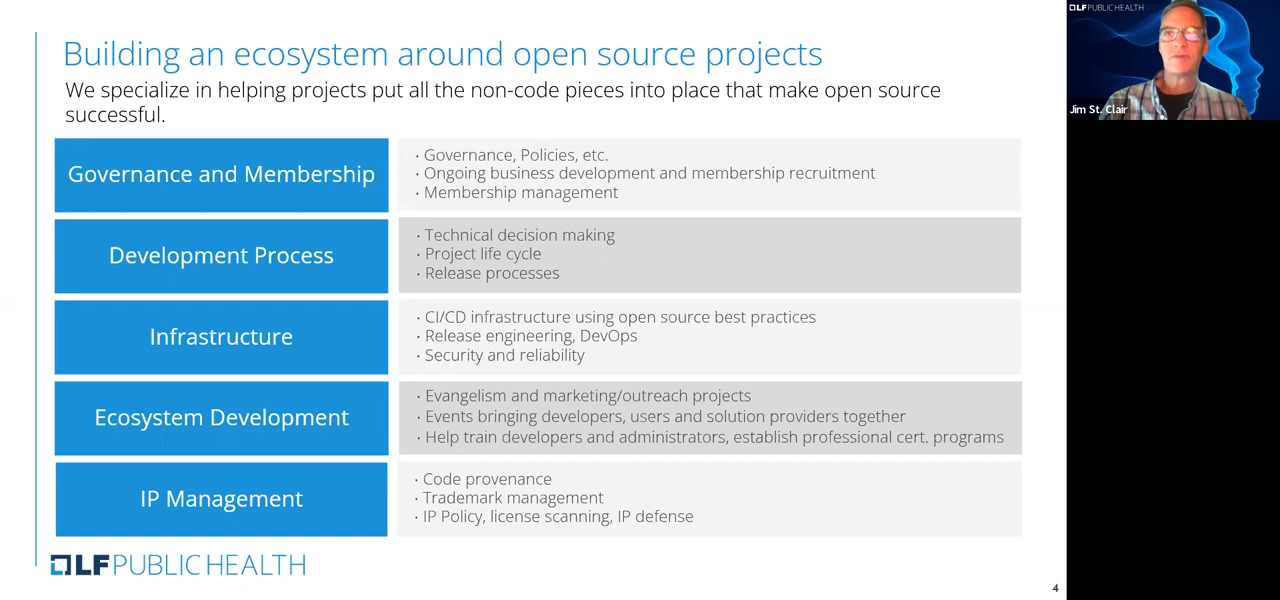 Building an ecosystem around open source projects
We specialize in helping projects put all the non-code pieces into place that make open source
successful.
Governance and Membership
· Governance, Policies, etc.
· Ongoing business development and membership recruitment
· Membership management
Development Process
· Technical decision making
· Project life cycle
· Release processes
Infrastructure
· CI/CD infrastructure using open source best practices
· Release engineering, DevOps
· Security and reliability
Ecosystem Development
· Evangelism and marketing/outreach projects
· Events bringing developers, users and solution providers together
· Help train developers and administrators, establish professional cert. programs
IP Management
· Code provenance
· Trademark management
· IP Policy, license scanning, IP defense
LF PUBLIC HEALTH
4
LF PUBLIC HEALTH
Jim St. Clair